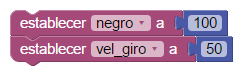 establecer negro a 100
establecer vel_giro a 50